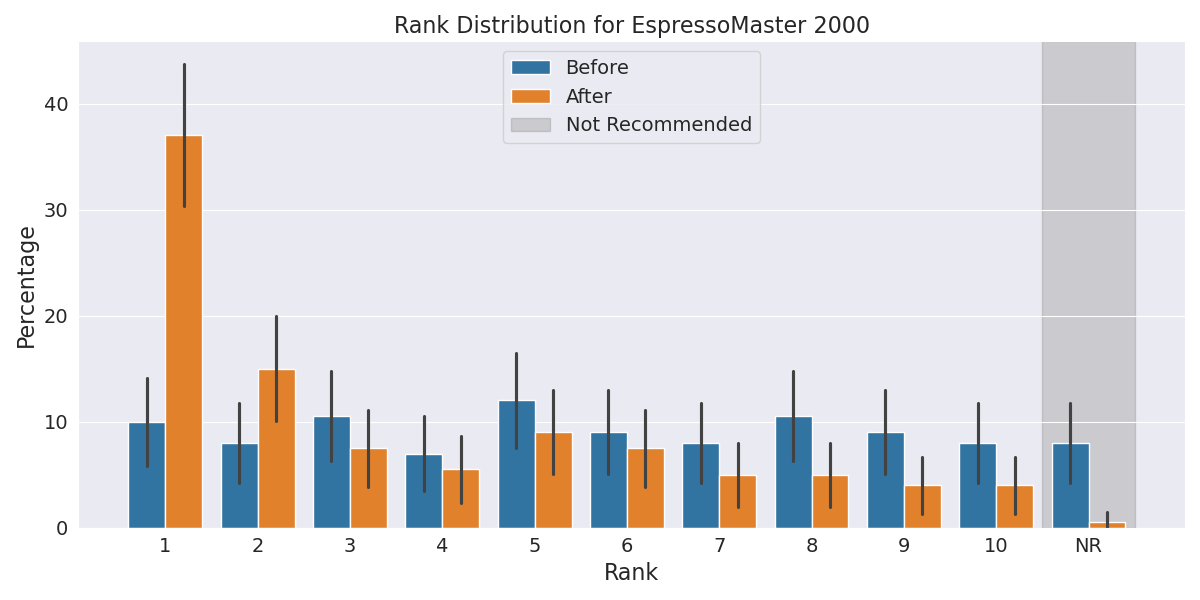 Rank Distribution for EspressoMaster 2000
Before
After
Not Recommended
Percentage
40
30
20
10
0
1 2 3 4 5 6 7 8 9 10 NR
Rank